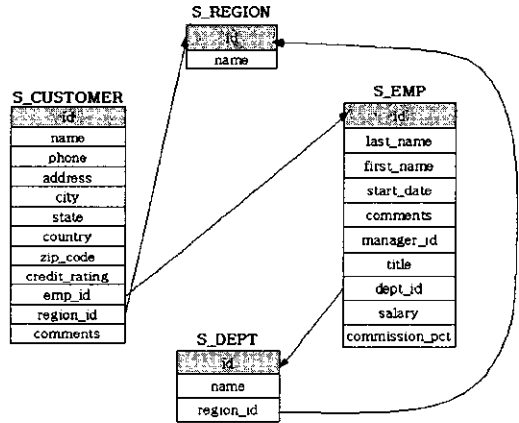 S_REGION
id
name
S_CUSTOMER
id
name
phone
address
city
state
country
zip_code
credit_rating
emp_id
region_id
comments
S_EMP
id
last_name
first_name
start_date
comments
manager_id
title
dept_id
salary
commission_pct
S_DEPT
id
name
region_id